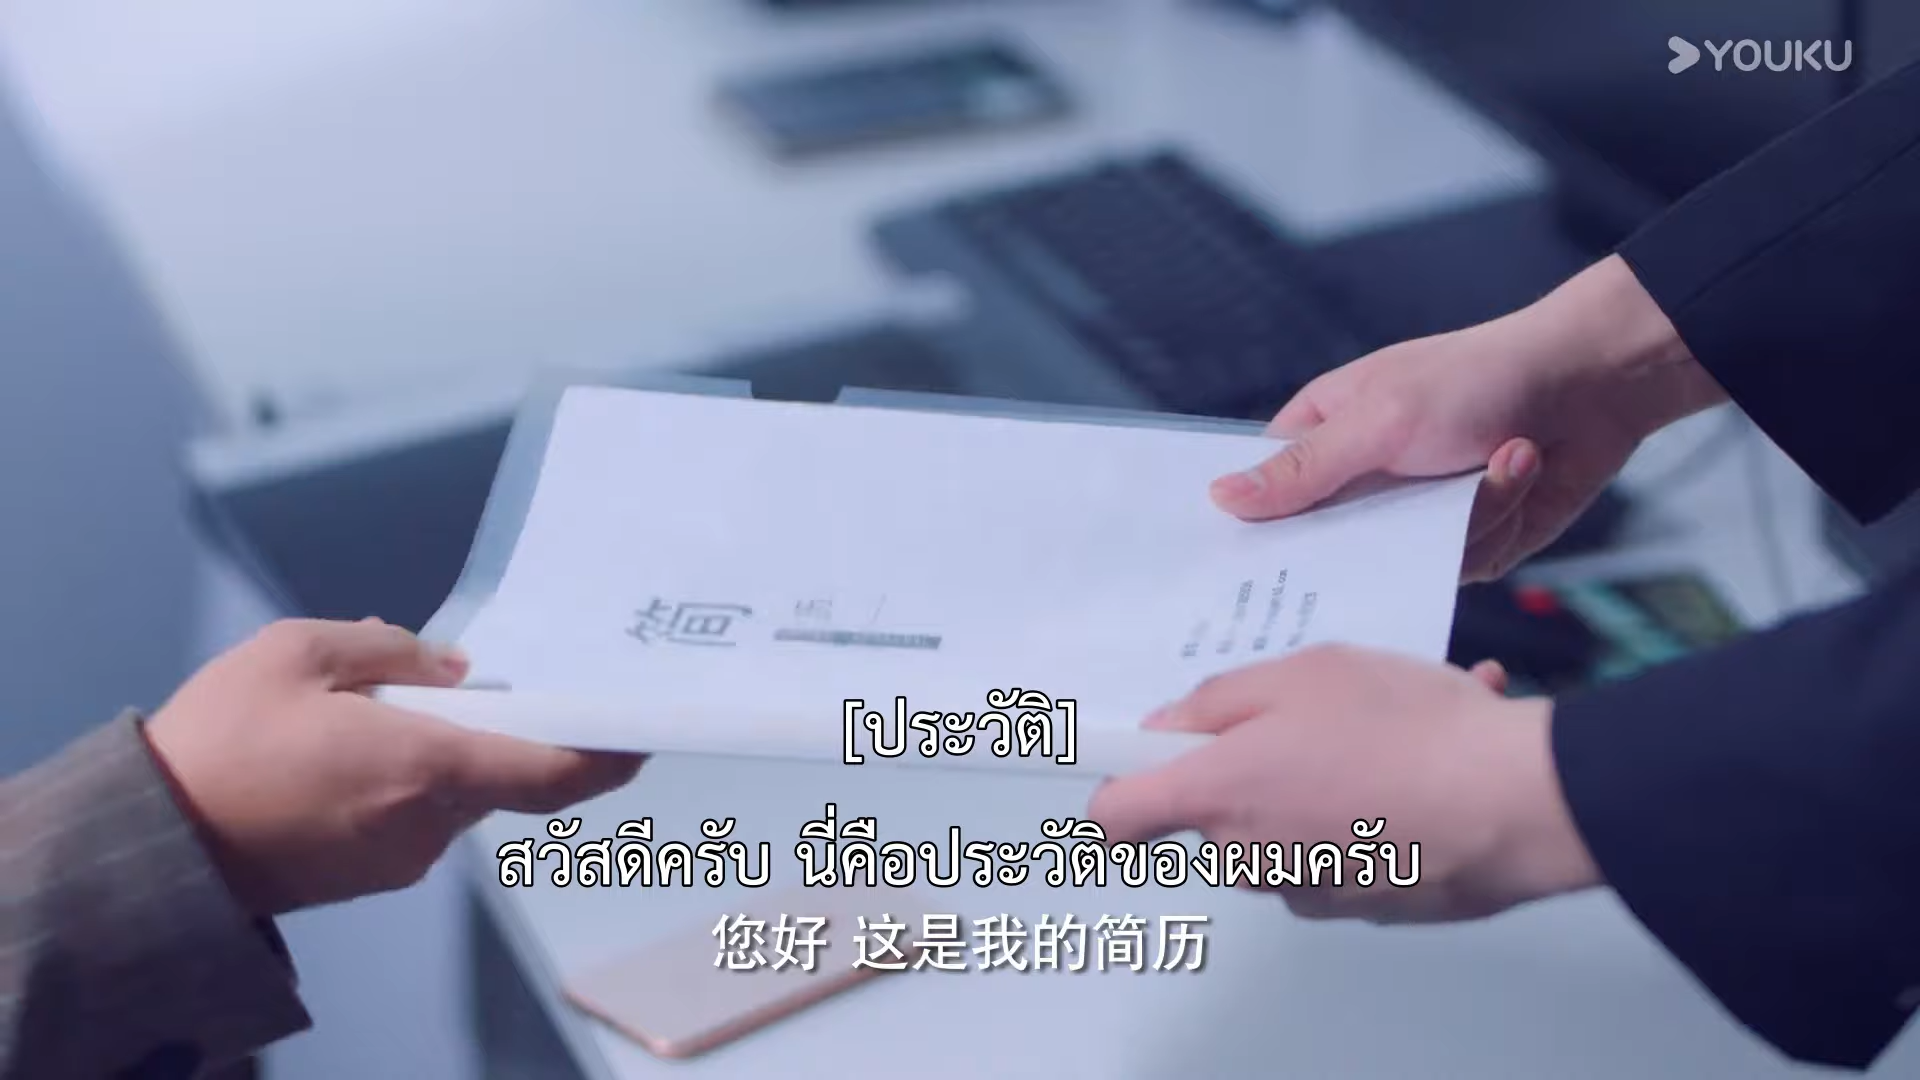 YOUKU
简
历
[ประวัติ]
สวัสดีครับ นี่คือประวัติของผมครับ
您好 这是我的简历